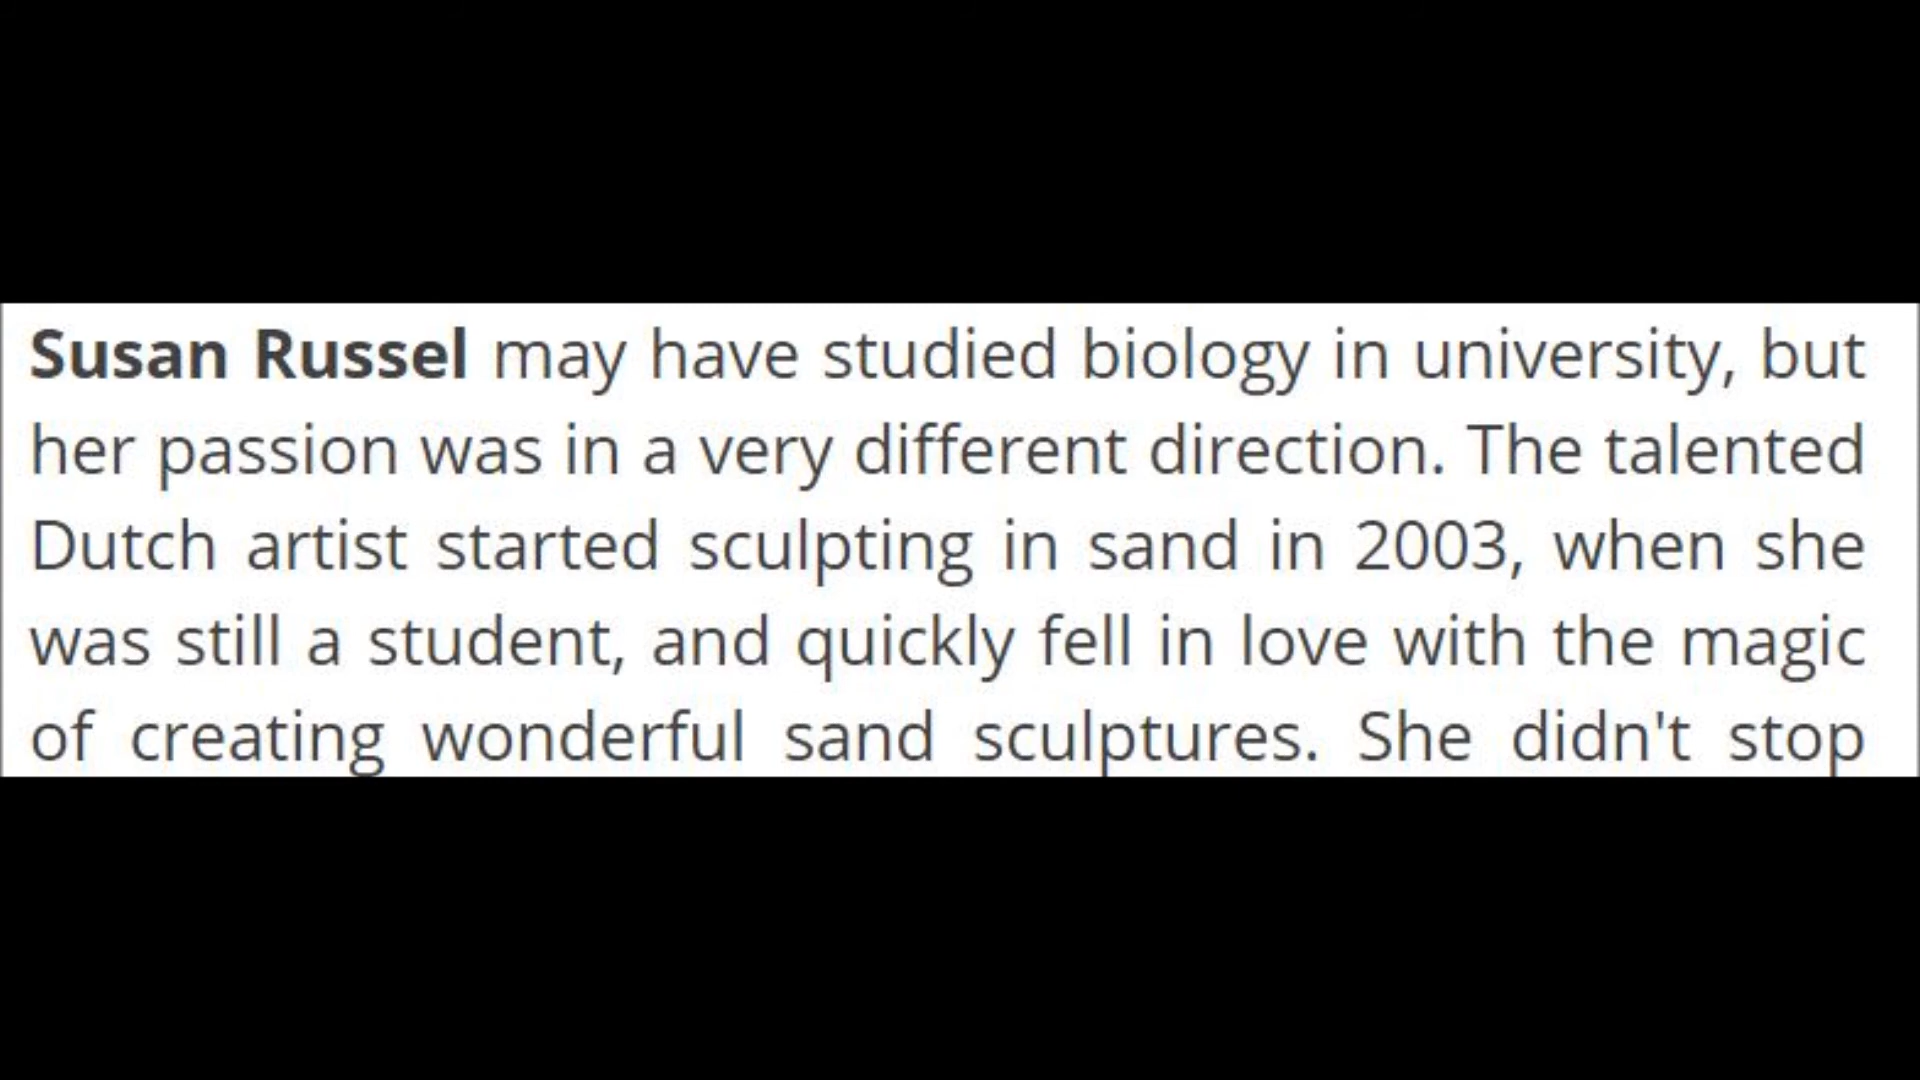 Susan Russel may have studied biology in university, but
her passion was in a very different direction. The talented
Dutch artist started sculpting in sand in 2003, when she
was still a student, and quickly fell in love with the magic
of creating wonderful sand sculptures. She didn't stop